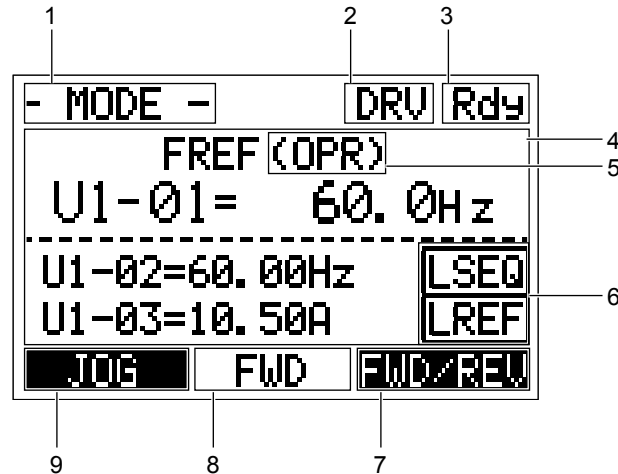 1 2 3
- MODE - DRV Rdy
4
FREF (OPR)
5
U1-01= 60.0Hz
U1-02=60.00Hz LSEQ
6
U1-03=10.50A LREF
JOG FWD FWD/REV
9 8 7